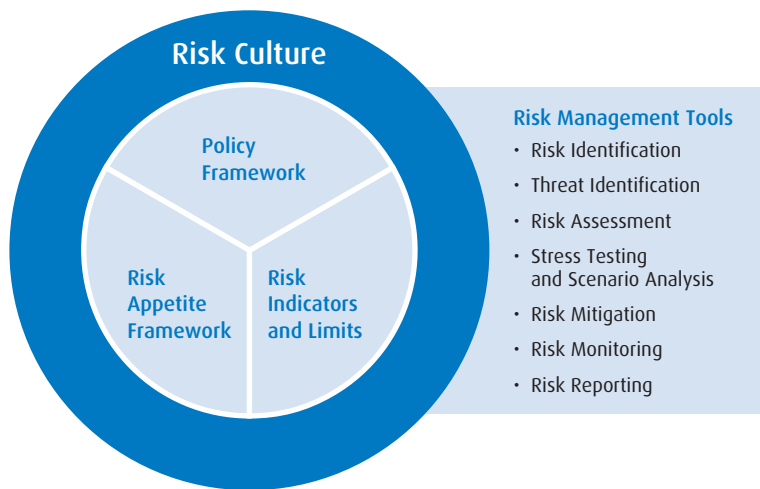 Risk Culture
Policy
Framework
Risk
Appetite
Framework
Risk
Indicators
and Limits
Risk Management Tools
• Risk Identification
• Threat Identification
• Risk Assessment
• Stress Testing
and Scenario Analysis
• Risk Mitigation
• Risk Monitoring
• Risk Reporting